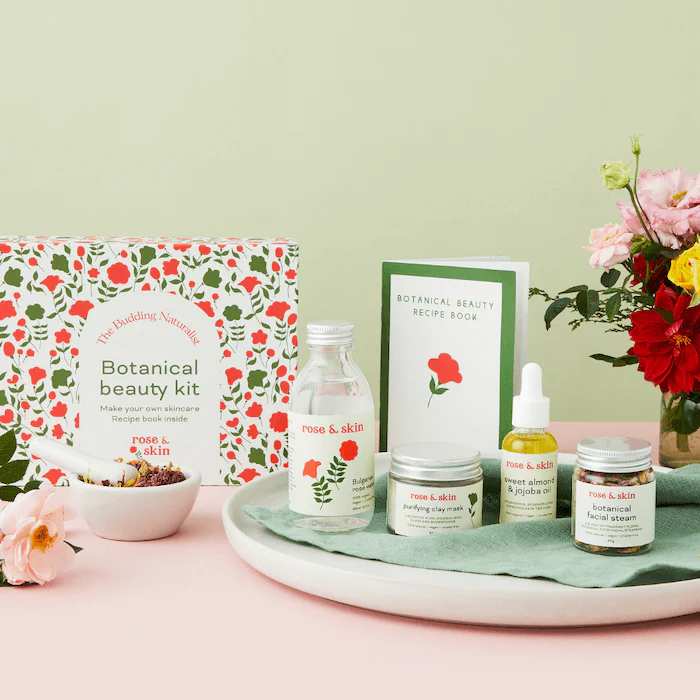 The Budding Naturalist
Botanical
beauty kit
Make your own skincare
Recipe book inside
rose &
skin
BOTANICAL BEAUTY
RECIPE BOOK
rose & skin
Bulgarian
rose water
rose & skin
purifying clay mask
rose & skin
sweet almond
& jojoba oil
rose & skin
botanical
facial steam